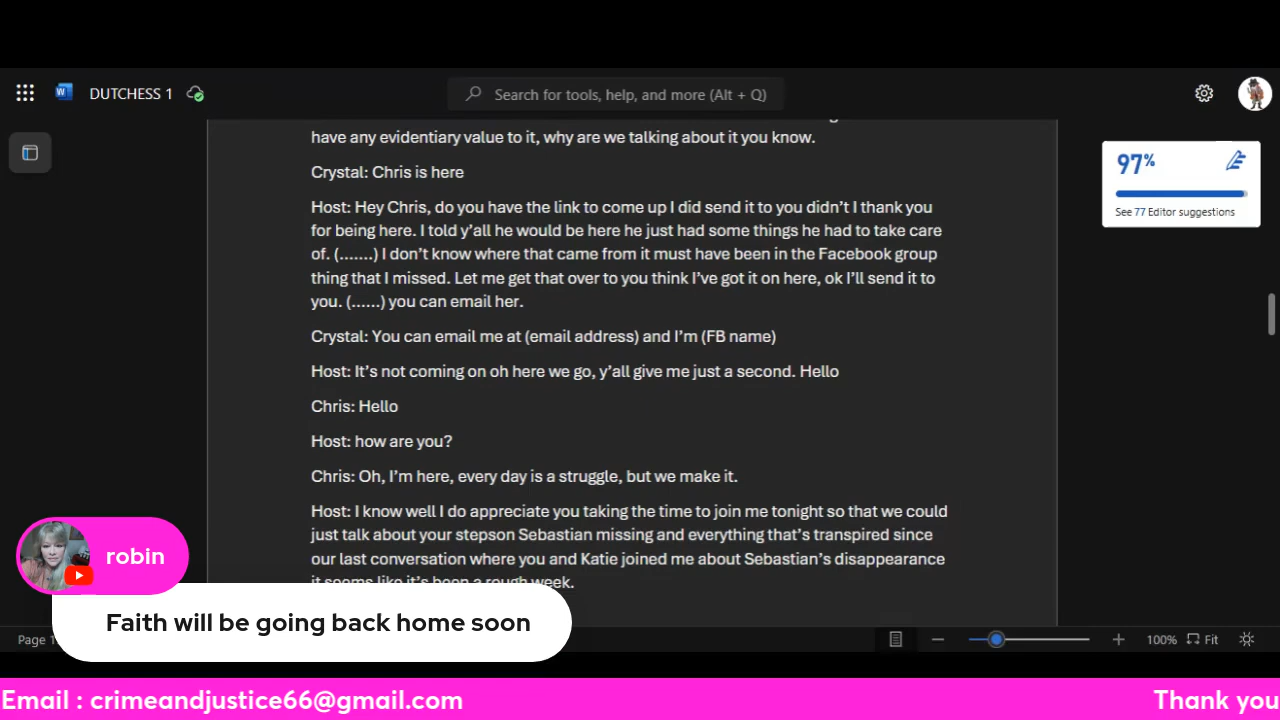 DUTCHESS 1
Search for tools, help, and more (Alt + Q)
have any evidentiary value to it, why are we talking about it you know.
97%
See 77 Editor suggestions
Crystal: Chris is here
Host: Hey Chris, do you have the link to come up I did send it to you didn’t I thank you
for being here. I told y’all he would be here he just had some things he had to take care
of. (…….) I don’t know where that came from it must have been in the Facebook group
thing that I missed. Let me get that over to you think I’ve got it on here, ok I’ll send it to
you. (……) you can email her.
Crystal: You can email me at (email address) and I’m (FB name)
Host: It’s not coming on oh here we go, y’all give me just a second. Hello
Chris: Hello
Host: how are you?
Chris: Oh, I’m here, every day is a struggle, but we make it.
Host: I know well I do appreciate you taking the time to join me tonight so that we could
just talk about your stepson Sebastian missing and everything that’s transpired since
our last conversation where you and Katie joined me about Sebastian’s disappearance
it seems like it’s been a rough week.
robin
Faith will be going back home soon
Page 1
100%
Fit
Email : crimeandjustice66@gmail.com
Thank you